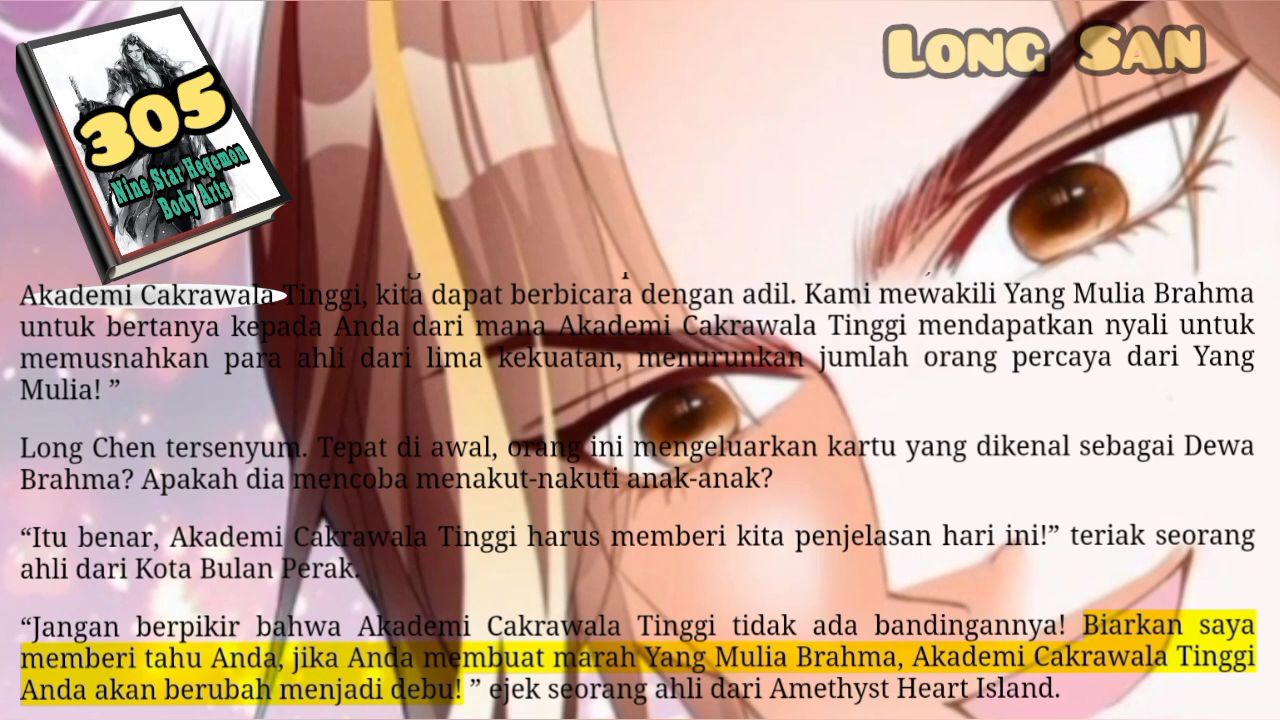 305
Nine Star Hegemon
Body Arts
LONG SAN
Akademi Cakrawala Tinggi, kita dapat berbicara dengan adil. Kami mewakili Yang Mulia Brahma
untuk bertanya kepada Anda dari mana Akademi Cakrawala Tinggi mendapatkan nyali untuk
memusnahkan para ahli dari lima kekuatan, menurunkan jumlah orang percaya dari Yang
Mulia! ”
Long Chen tersenyum. Tepat di awal, orang ini mengeluarkan kartu yang dikenal sebagai Dewa
Brahma? Apakah dia mencoba menakut-nakuti anak-anak?
“Itu benar, Akademi Cakrawala Tinggi harus memberi kita penjelasan hari ini!” teriak seorang
ahli dari Kota Bulan Perak.
“Jangan berpikir bahwa Akademi Cakrawala Tinggi tidak ada bandingannya! Biarkan saya
memberi tahu Anda, jika Anda membuat marah Yang Mulia Brahma, Akademi Cakrawala Tinggi
Anda akan berubah menjadi debu! ” ejek seorang ahli dari Amethyst Heart Island.